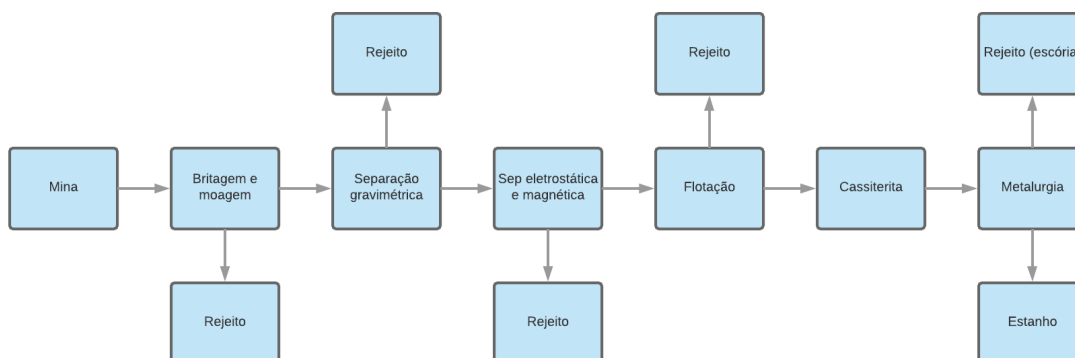 Rejeito
Rejeito
Rejeito (escória
Mina
Britagem e
moagem
Separação
gravimétrica
Sep eletrostática
e magnética
Flotação
Cassiterita
Metalurgia
Rejeito
Rejeito
Estanho